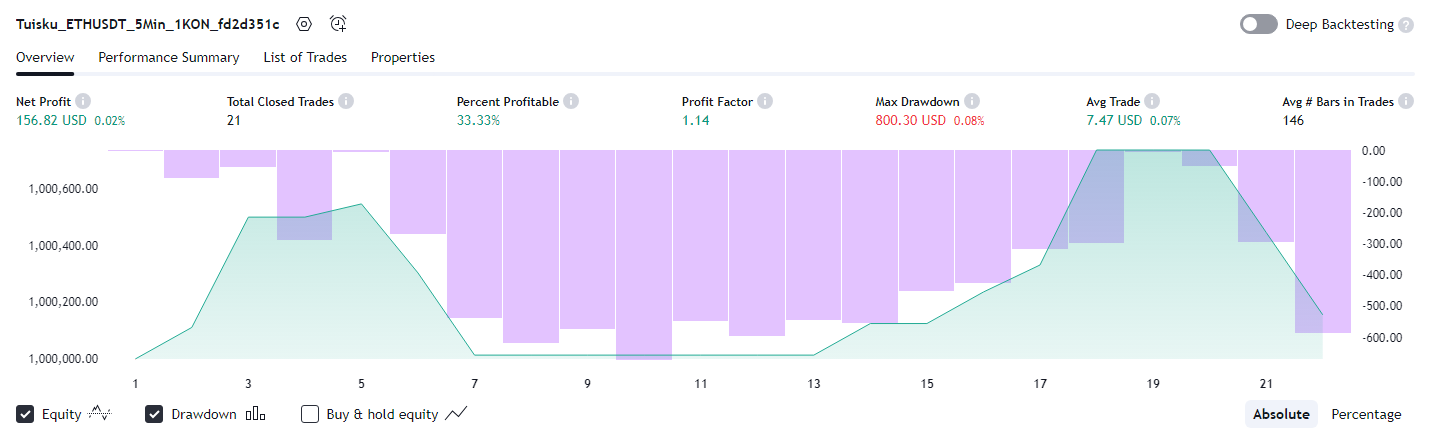 Tuisku_ETHUSDT_5Min_1KON_fd2d351c
Deep Backtesting ?
Overview Performance Summary List of Trades Properties
Net Profit Total Closed Trades Percent Profitable Profit Factor Max Drawdown Avg Trade Avg # Bars in Trades
156.82 USD 0.02% 21 33.33% 1.14 800.30 USD 0.08% 7.47 USD 0.07% 146
0.00
1,000,600.00 -100.00
-200.00
1,000,400.00 -300.00
-400.00
1,000,200.00 -500.00
-600.00
1,000,000.00
1 3 5 7 9 11 13 15 17 19 21
Equity Drawdown Buy & hold equity Absolute Percentage